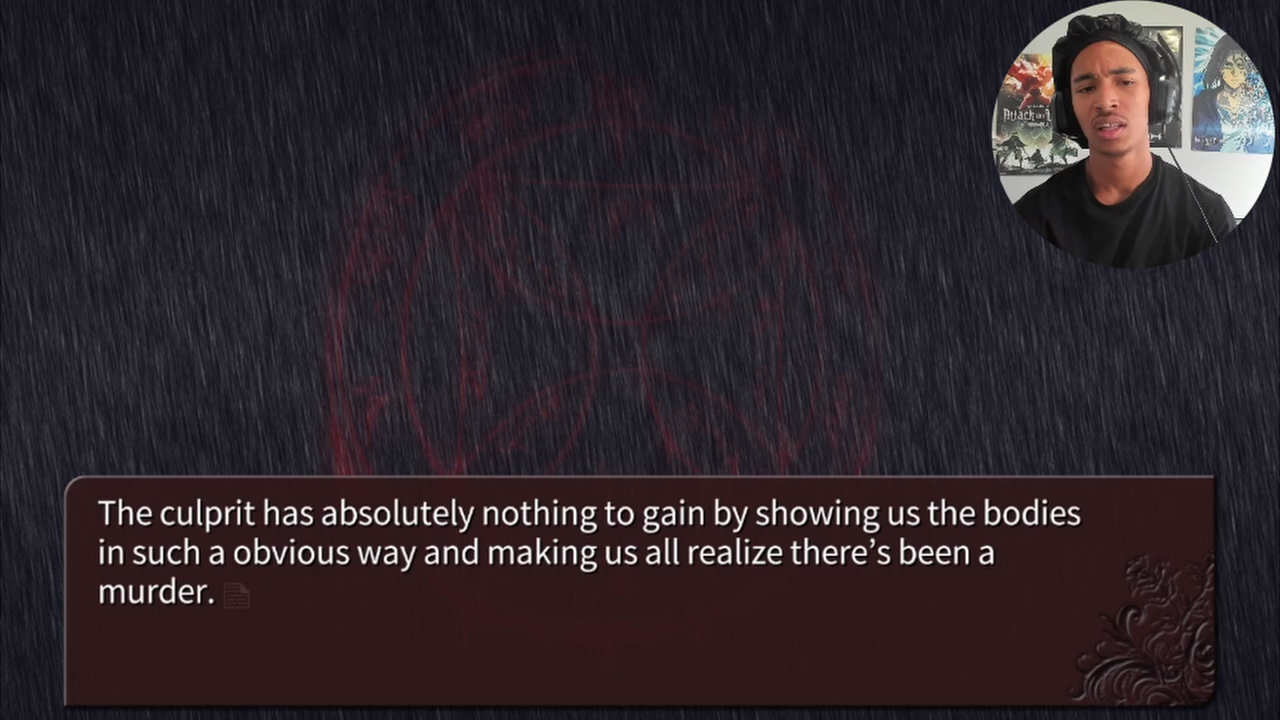 The culprit has absolutely nothing to gain by showing us the bodies
in such a obvious way and making us all realize there’s been a
murder.